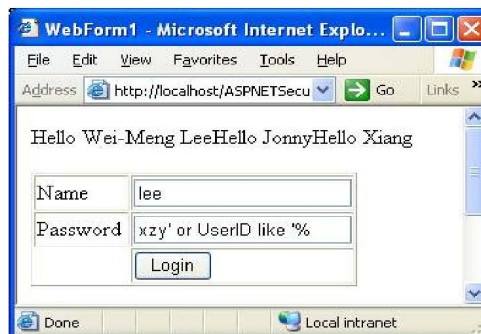 WebForm1 - Microsoft Internet Explo...
File Edit View Favorites Tools Help
Address http://localhost/ASPNETSecu Go Links »
Hello Wei-Meng LeeHello JonnyHello Xiang
Name lee
Password xzy' or UserID like '%
Login
Done Local intranet